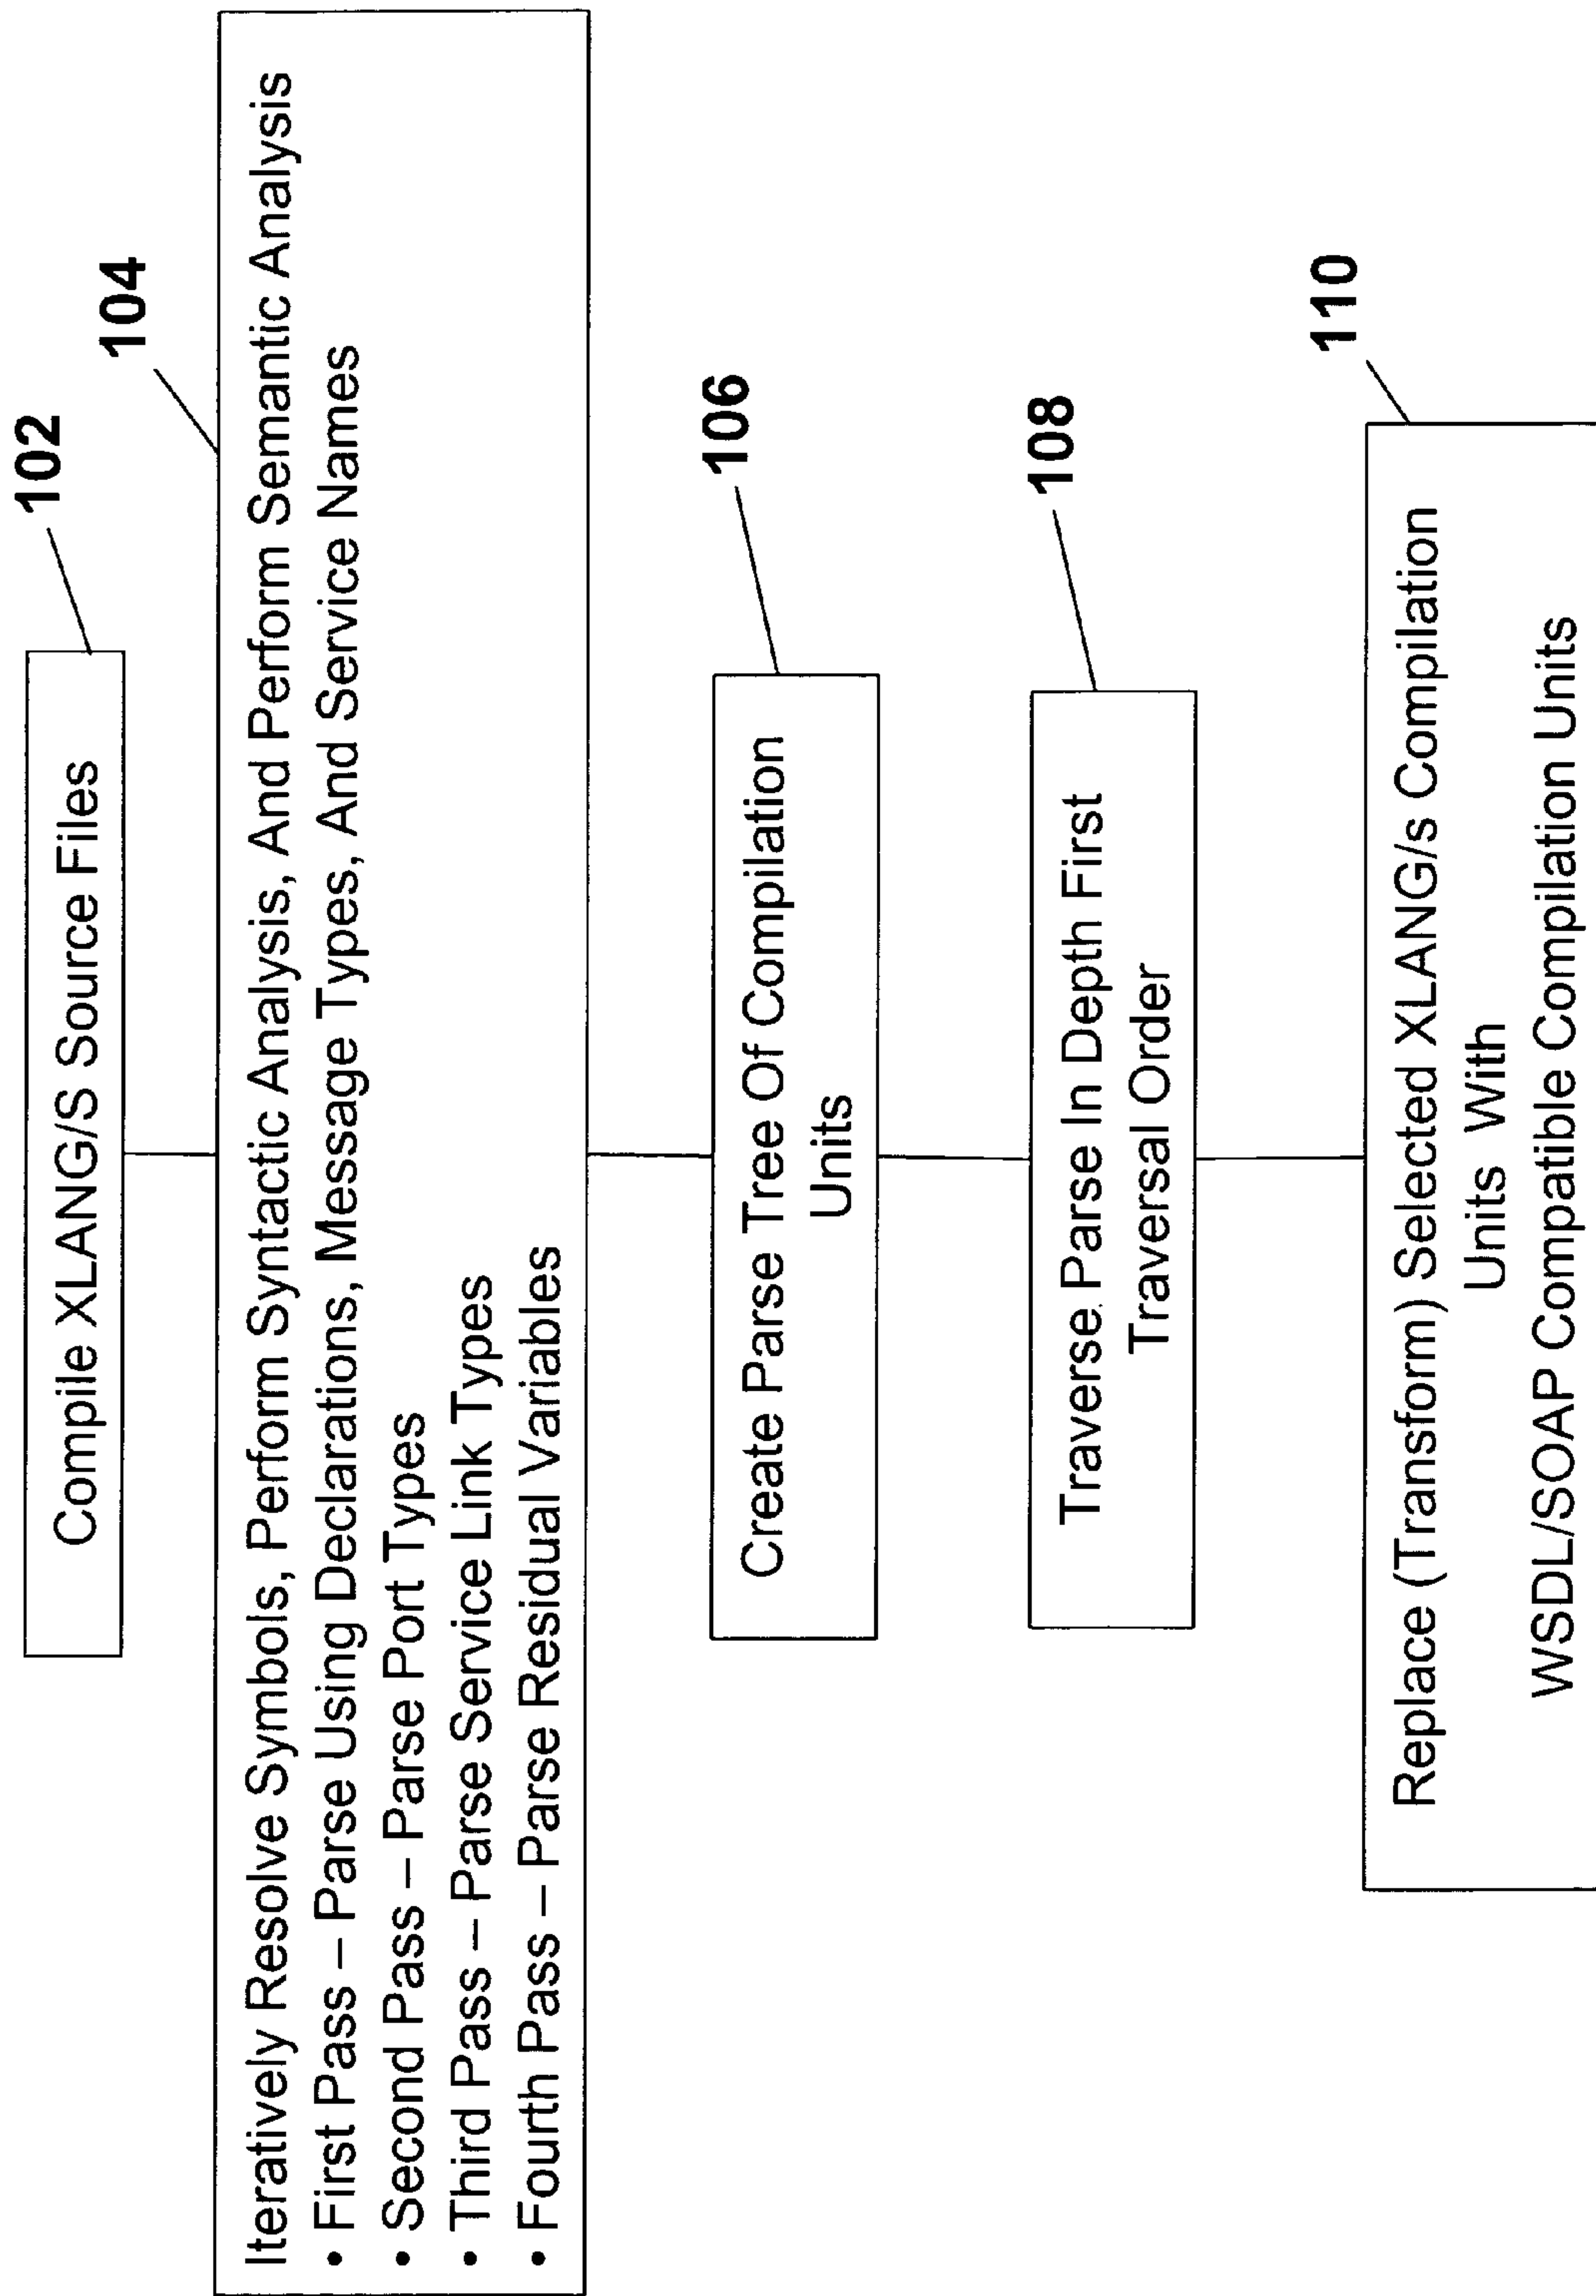 102
Compile XLANG/S Source Files
104
Iteratively Resolve Symbols, Perform Syntactic Analysis, And Perform Semantic Analysis
• First Pass – Parse Using Declarations, Message Types, And Service Names
• Second Pass – Parse Port Types
• Third Pass – Parse Service Link Types
• Fourth Pass – Parse Residual Variables
106
Create Parse Tree Of Compilation
Units
108
Traverse Parse In Depth First
Traversal Order
110
Replace (Transform) Selected XLANG/s Compilation
Units With
WSDL/SOAP Compatible Compilation Units